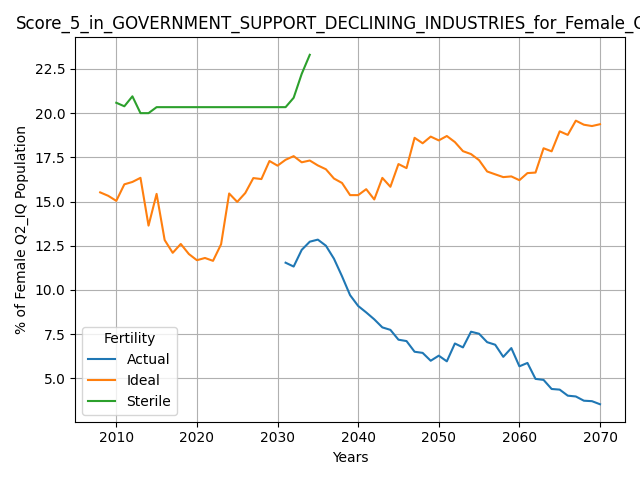 Score_5_in_GOVERNMENT_SUPPORT_DECLINING_INDUSTRIES_for_Female_
% of Female Q2_IQ Population
22.5
20.0
17.5
15.0
12.5
10.0
7.5
5.0
Fertility
Actual
Ideal
Sterile
2010 2020 2030 2040 2050 2060 2070
Years